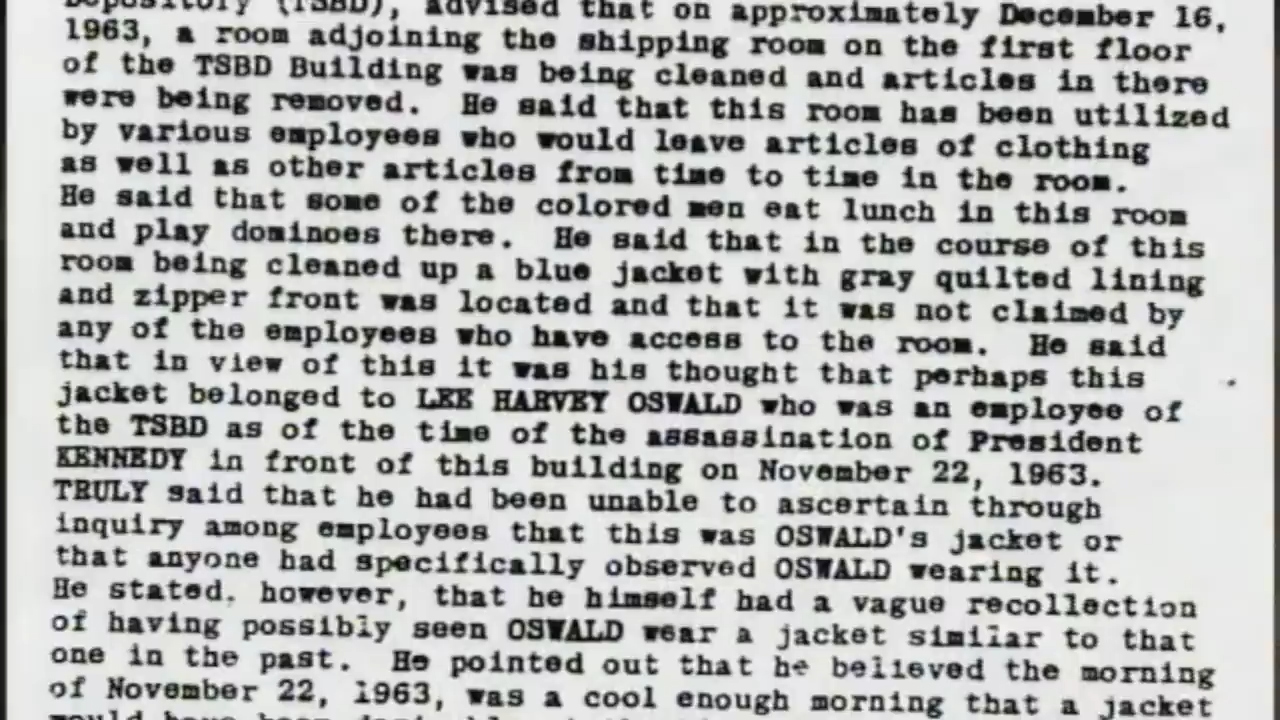 Depository (TSBD), advised that on approximately December 16,
1963, a room adjoining the shipping room on the first floor
of the TSBD Building was being cleaned and articles in there
were being removed. He said that this room has been utilized
by various employees who would leave articles of clothing
as well as other articles from time to time in the room.
He said that some of the colored men eat lunch in this room
and play dominoes there. He said that in the course of this
room being cleaned up a blue jacket with gray quilted lining
and zipper front was located and that it was not claimed by
any of the employees who have access to the room. He said
that in view of this it was his thought that perhaps this
jacket belonged to LEE HARVEY OSWALD who was an employee of
the TSBD as of the time of the assassination of President
KENNEDY in front of this building on November 22, 1963.
TRULY said that he had been unable to ascertain through
inquiry among employees that this was OSWALD's jacket or
that anyone had specifically observed OSWALD wearing it.
He stated. however, that he himself had a vague recollection
of having possibly seen OSWALD wear a jacket similar to that
one in the past. He pointed out that he believed the morning
of November 22, 1963, was a cool enough morning that a jacket
would have been